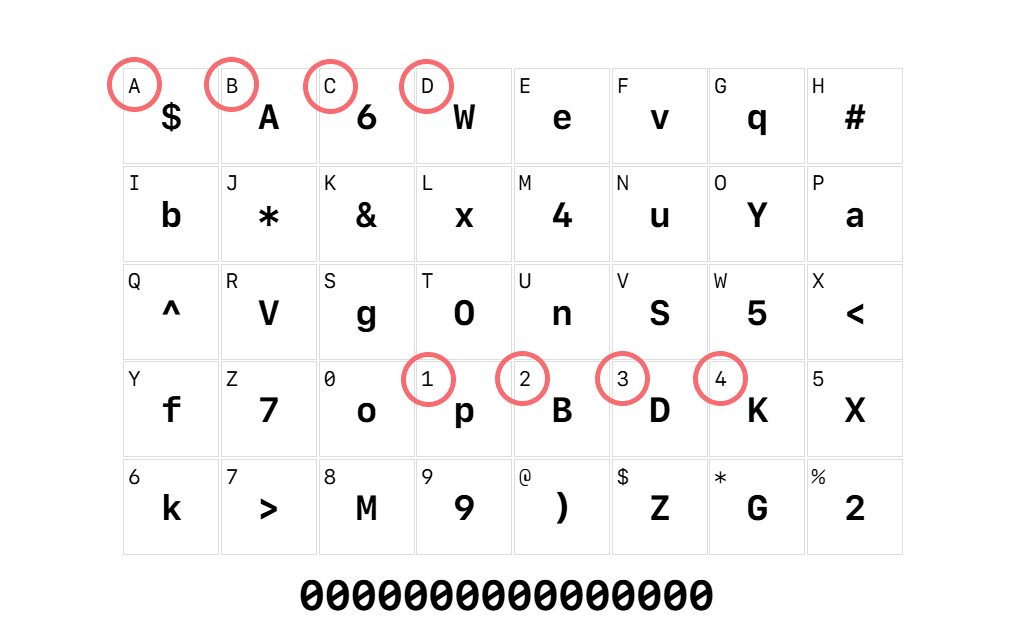 A B C D E F G H
$ A 6 W e v q #
I J K L M N O P
b * & x 4 u Y a
Q R S T U V W X
^ V g O n S 5 <
Y Z 0 1 2 3 4 5
f 7 o p B D K X
6 7 8 9 @ $ * %
k > M 9 ) Z G 2
0000000000000000